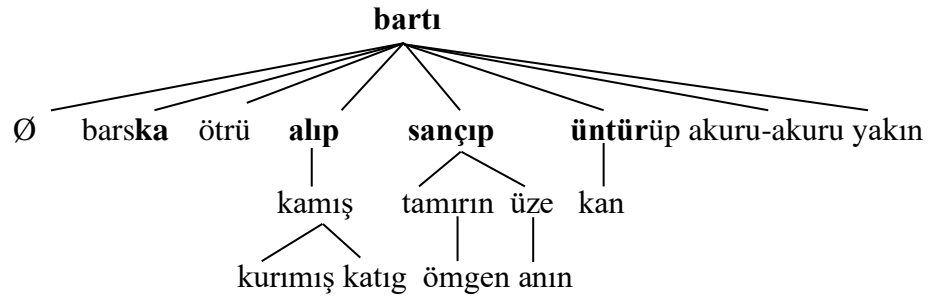 bartı
Ø barska ötrü alıp sançıp üntürüp akuru-akuru yakın
kamış tamırın üze kan
kurımış katıg ömgen anın